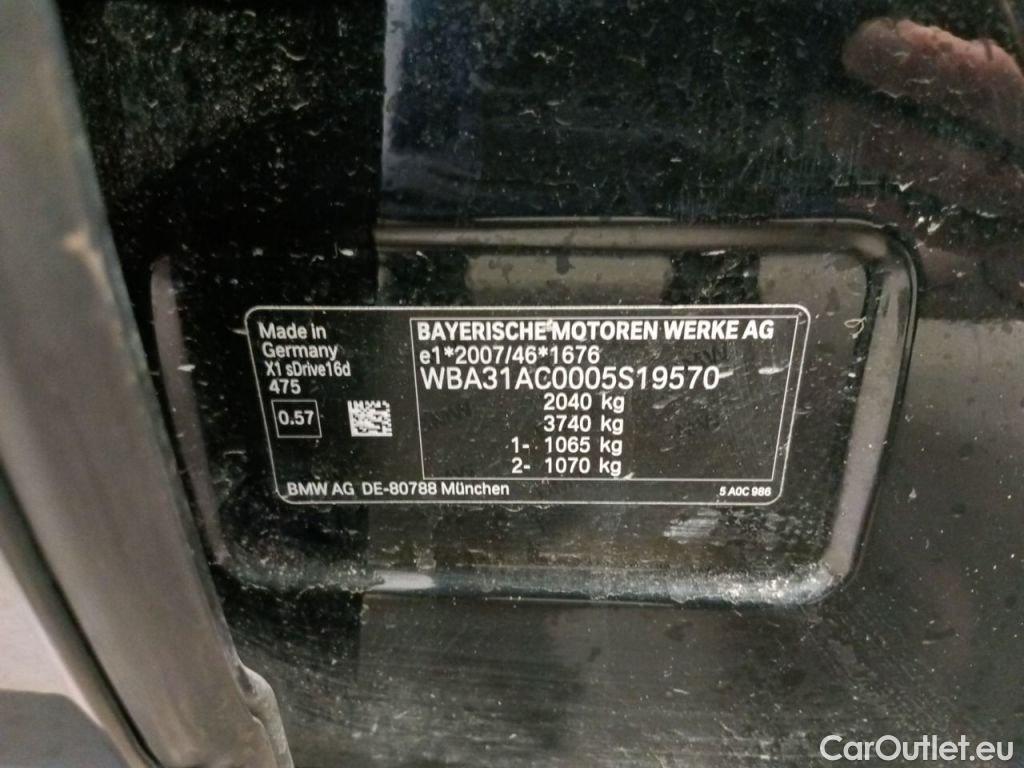 Made in
Germany
X1 sDrive16d
475
0.57
BAYERISCHE MOTOREN WERKE AG
e1*2007/46*1676
WBA31AC0005S19570
2040 kg
3740 kg
1- 1065 kg
2- 1070 kg
BMW AG DE-80788 München
5 A0C 986
CarOutlet.eu